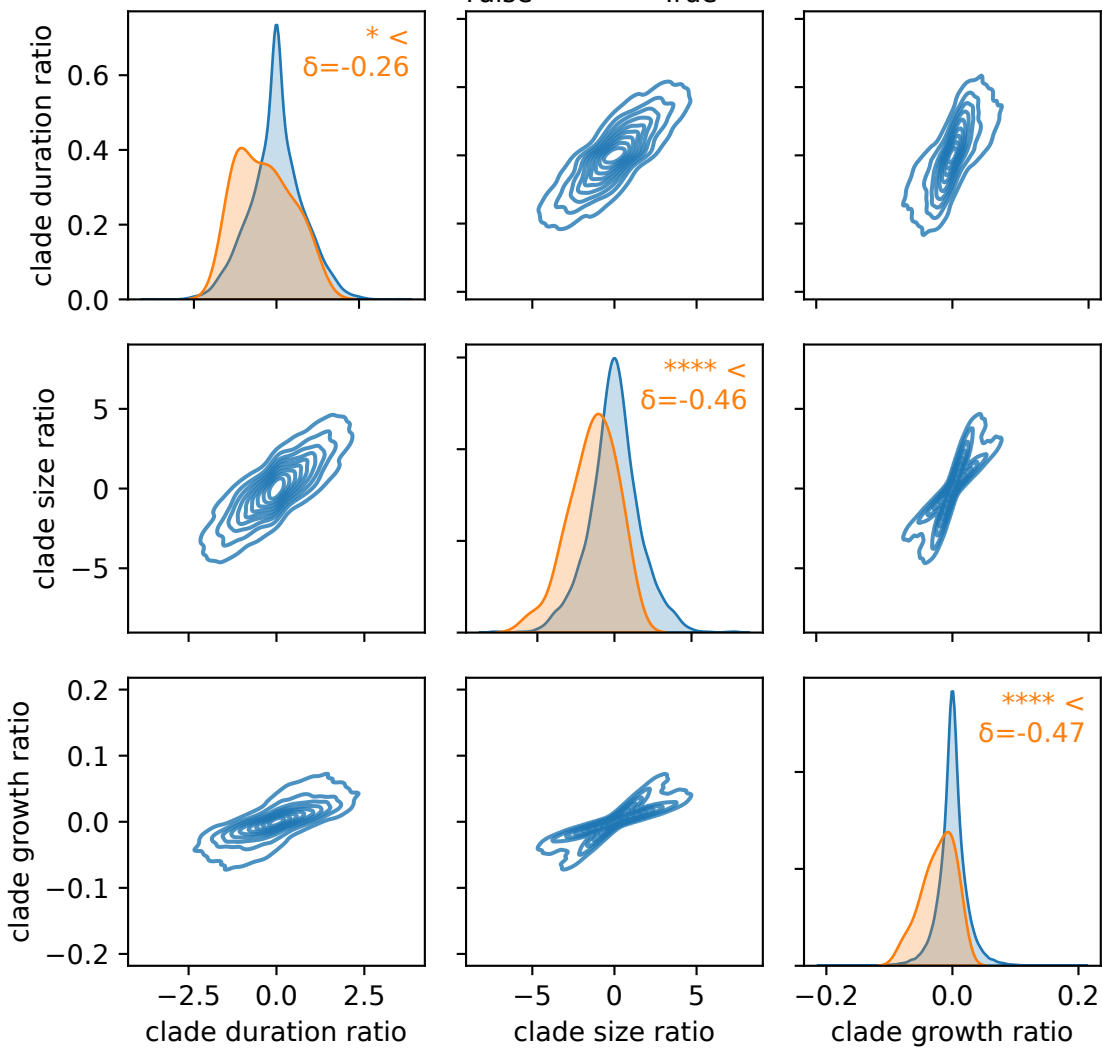 clade duration ratio
0.6
0.4
0.2
0.0
* <
δ=-0.26
clade size ratio
5
0
−5
**** <
δ=-0.46
clade growth ratio
0.2
0.1
0.0
−0.1
−0.2
**** <
δ=-0.47
−2.5 0.0 2.5
−5 0 5
−0.2 0.0 0.2
clade duration ratio
clade size ratio
clade growth ratio